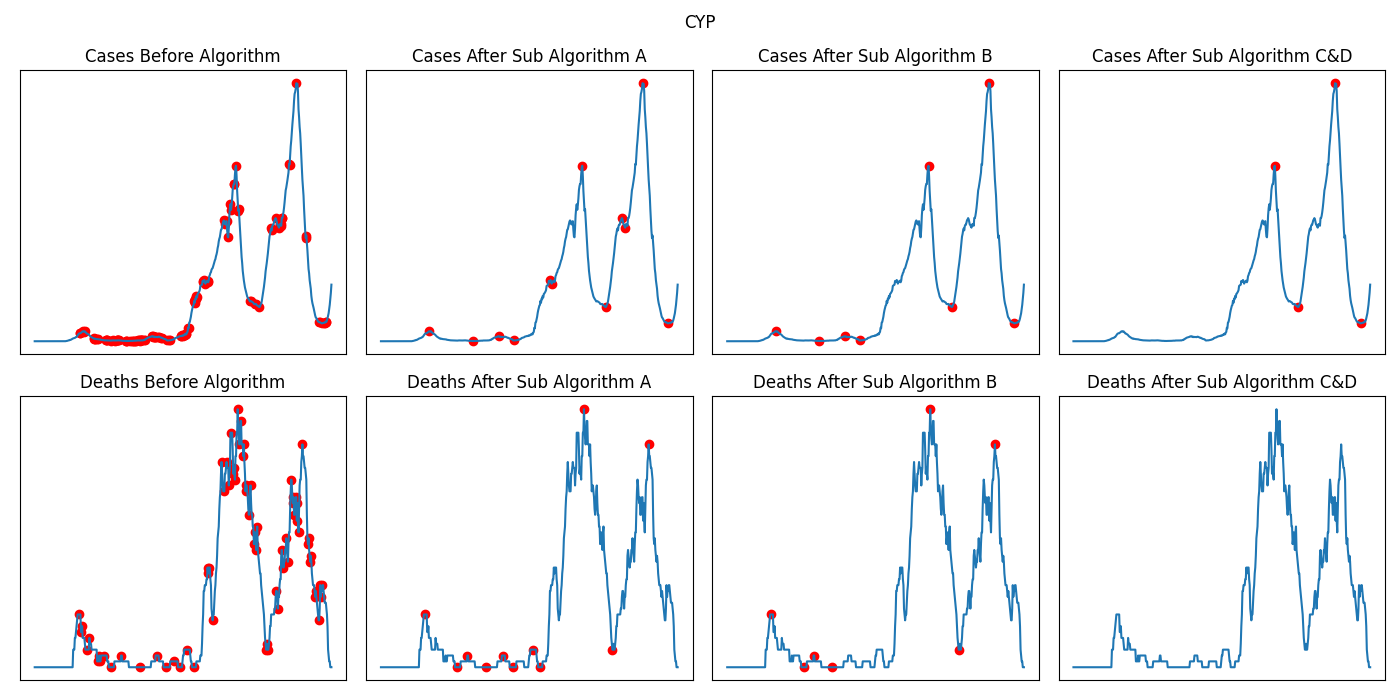 CYP
Cases Before Algorithm
Cases After Sub Algorithm A
Cases After Sub Algorithm B
Cases After Sub Algorithm C&D
Deaths Before Algorithm
Deaths After Sub Algorithm A
Deaths After Sub Algorithm B
Deaths After Sub Algorithm C&D